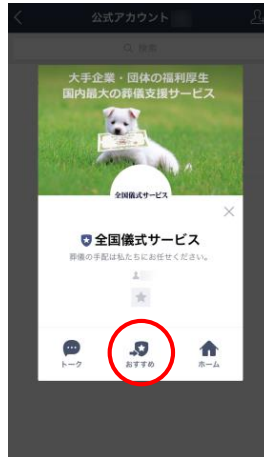 公式アカウント
検索
大手企業・団体の福利厚生
国内最大の葬儀支援サービス
全国儀式サービス
全国儀式サービス
葬儀の手配は私たちにお任せください。
トーク
おすすめ
ホーム